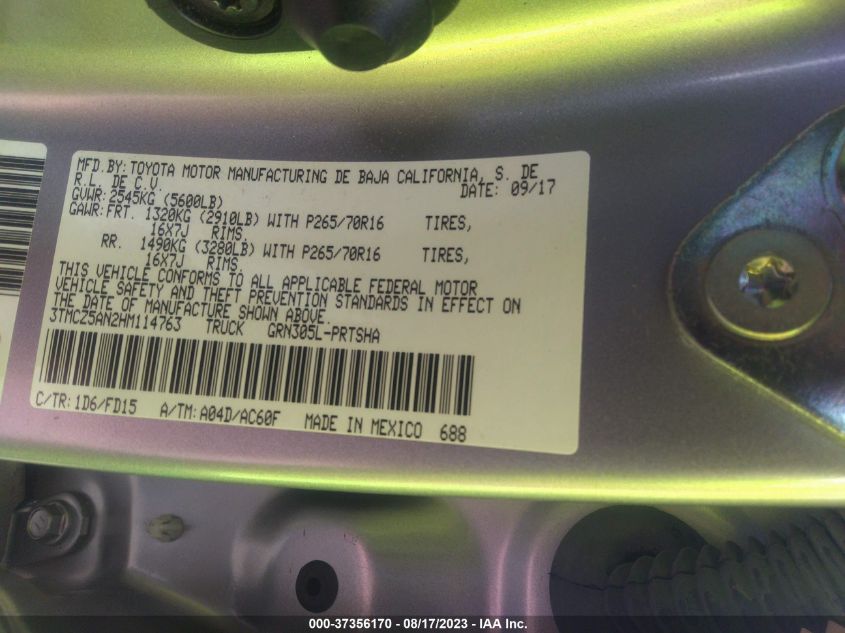 MFD. BY: TOYOTA MOTOR MANUFACTURING DE BAJA CALIFORNIA, S. DE
R.L. DE C.V. DATE: 09/17
GVWR: 2545KG (5600LB)
GAWR: FRT. 1320KG (2910LB) WITH P265/70R16 TIRES,
16X7J RIMS,
RR. 1490KG (3280LB) WITH P265/70R16 TIRES,
16X7J RIMS.
THIS VEHICLE CONFORMS TO ALL APPLICABLE FEDERAL MOTOR
VEHICLE SAFETY AND THEFT PREVENTION STANDARDS IN EFFECT ON
THE DATE OF MANUFACTURE SHOWN ABOVE.
3TMCZ5AN2HM114763 TRUCK GRN305L-PRTSHA
C/TR: 1D6/FD15 A/TM: A04D/AC60F MADE IN MEXICO 688
000-37356170 - 08/17/2023 - IAA Inc.